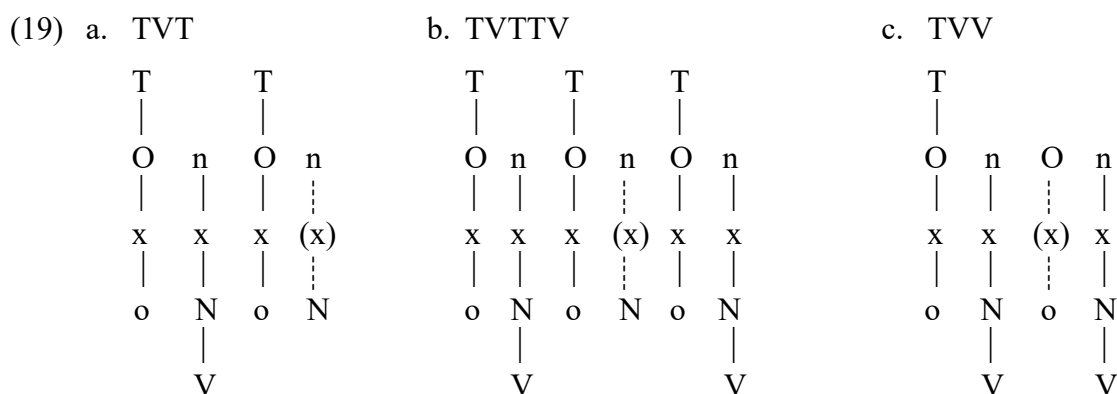 (19) a. TVT b. TVTTV c. TVV
T T T T T T
O n O n O n O n O n O n O n
x x x (x) x x x (x) x x x x (x) x
o N o N o N o N o N o N o N
V V V V V